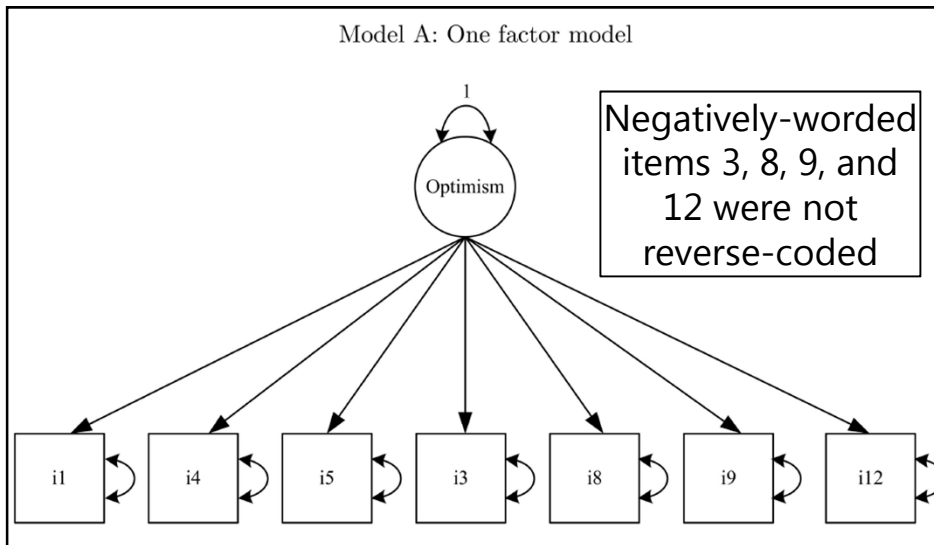 Model A: One factor model
1
Negatively-worded
items 3, 8, 9, and
12 were not
reverse-coded
Optimism
i1
i4
i5
i3
i8
i9
i12